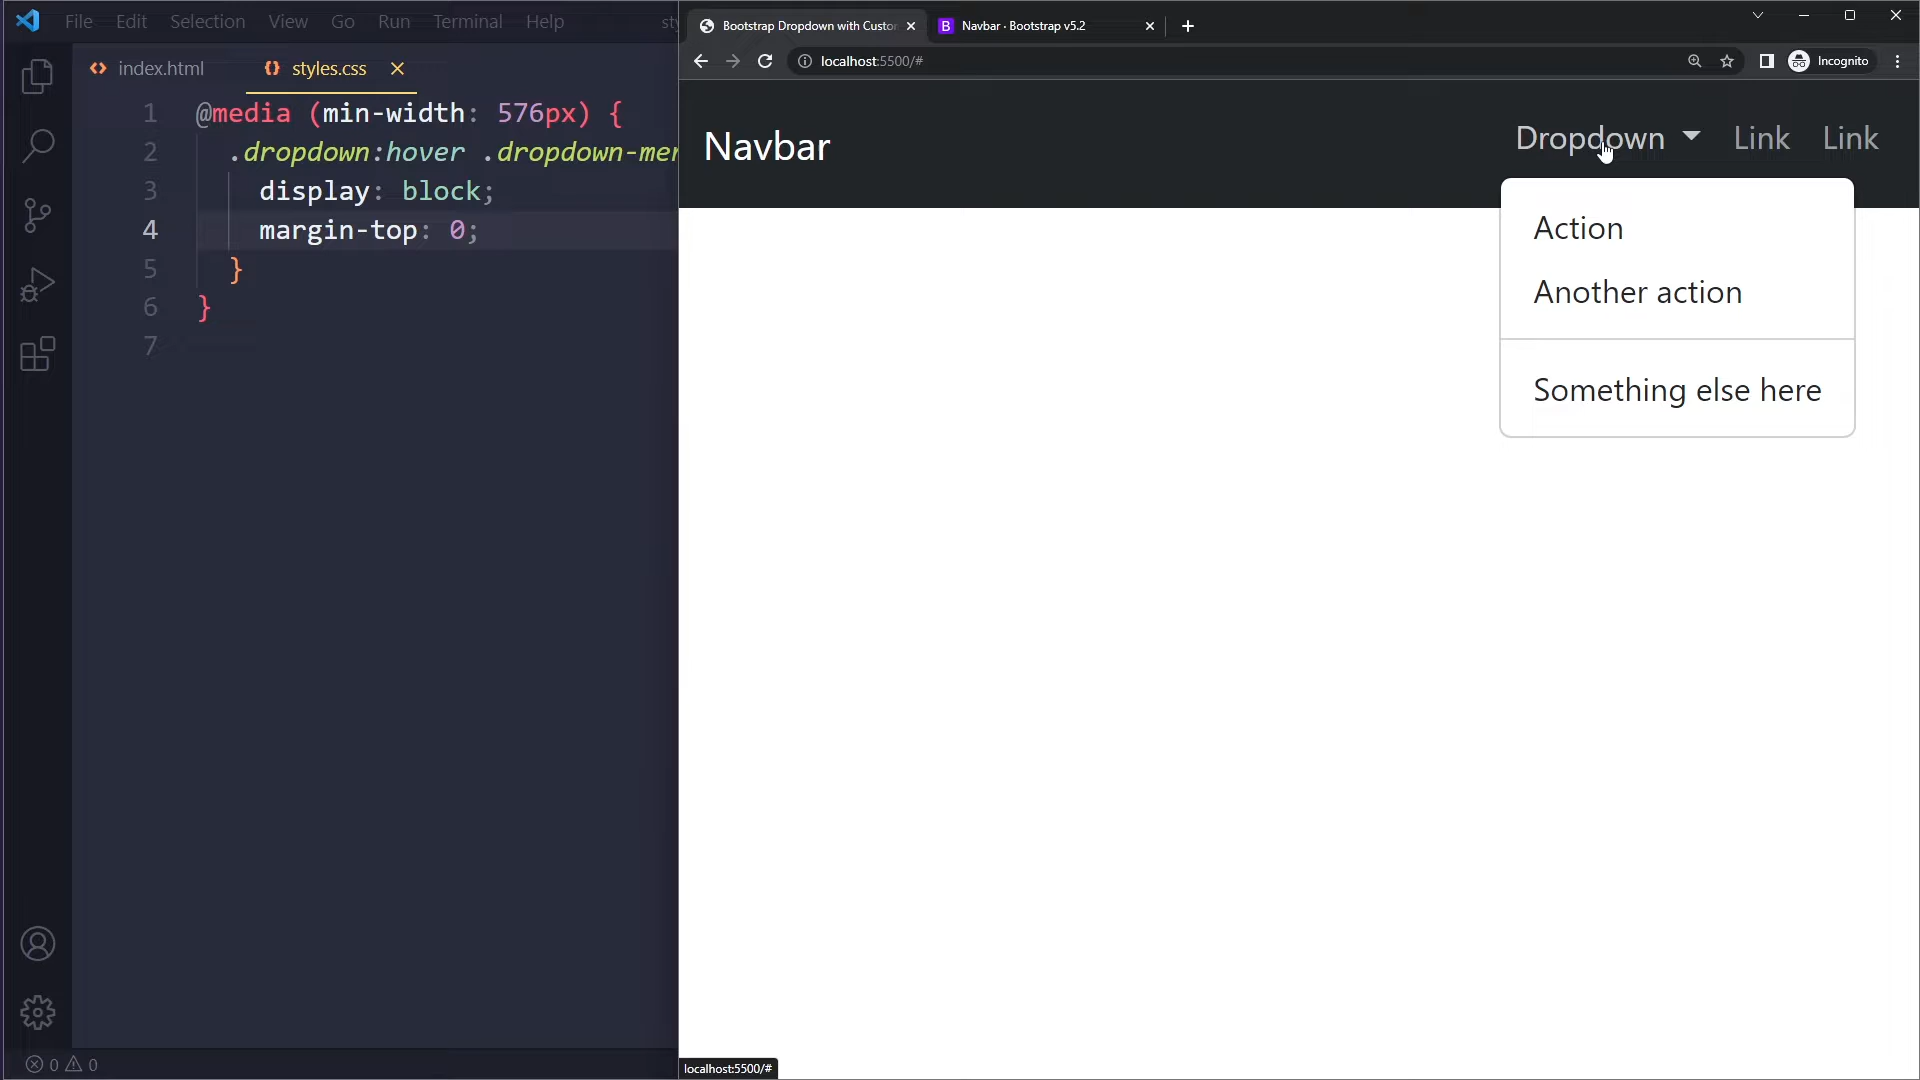 File Edit Selection View Go Run Terminal Help sty
index.html styles.css
1 @media (min-width: 576px) {
2 .dropdown:hover .dropdown-mer
3 display: block;
4 margin-top: 0;
5 }
6 }
7
0 0
Bootstrap Dropdown with Custo
B Navbar · Bootstrap v5.2
localhost:5500/#
Incognito
Navbar
Dropdown Link Link
Action
Another action
Something else here
localhost:5500/#